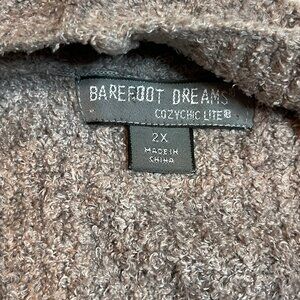 BAREFOOT DREAMS
COZYCHIC LITE®
2X
MADE IN
CHINA